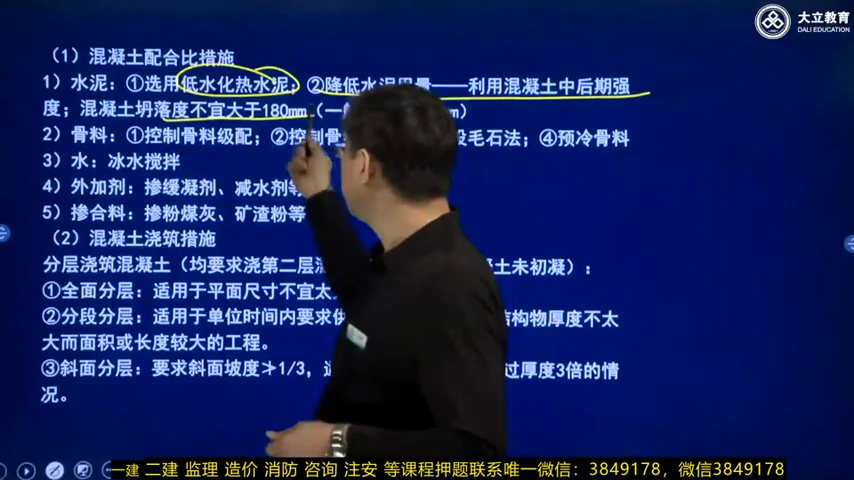 大立教育
DALI EDUCATION
（1）混凝土配合比措施
1）水泥：①选用低水化热水泥；②降低水泥用量——利用混凝土中后期强
度；混凝土坍落度不宜大于180mm（一 m）
2）骨料：①控制骨料级配；②控制骨 毛石法；④预冷骨料
3）水：冰水搅拌
4）外加剂：掺缓凝剂、减水剂等
5）掺合料：掺粉煤灰、矿渣粉等
（2）混凝土浇筑措施
分层浇筑混凝土（均要求浇第二层混 土未初凝）：
①全面分层：适用于平面尺寸不宜太
②分段分层：适用于单位时间内要求供 结构物厚度不太
大而面积或长度较大的工程。
③斜面分层：要求斜面坡度≯1/3，适 过厚度3倍的情
况。
一建 二建 监理 造价 消防 咨询 注安 等课程押题联系唯一微信：3849178，微信3849178